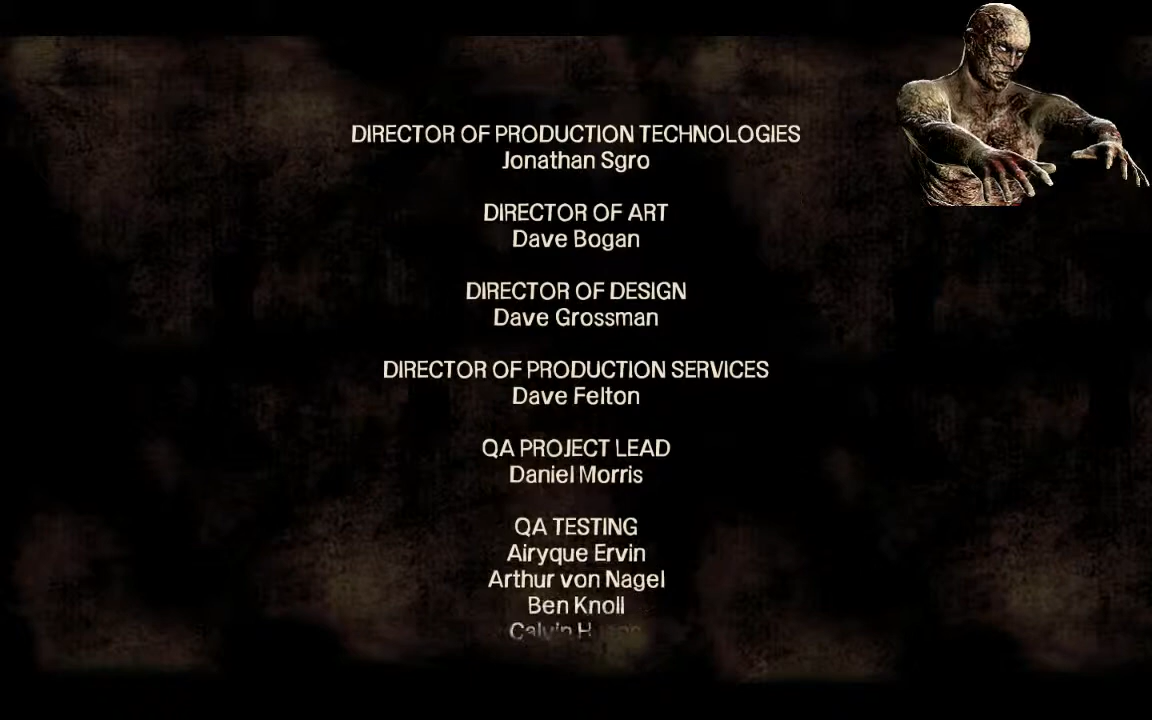 DIRECTOR OF PRODUCTION TECHNOLOGIES
Jonathan Sgro
DIRECTOR OF ART
Dave Bogan
DIRECTOR OF DESIGN
Dave Grossman
DIRECTOR OF PRODUCTION SERVICES
Dave Felton
QA PROJECT LEAD
Daniel Morris
QA TESTING
Airyque Ervin
Arthur von Nagel
Ben Knoll
Calvin